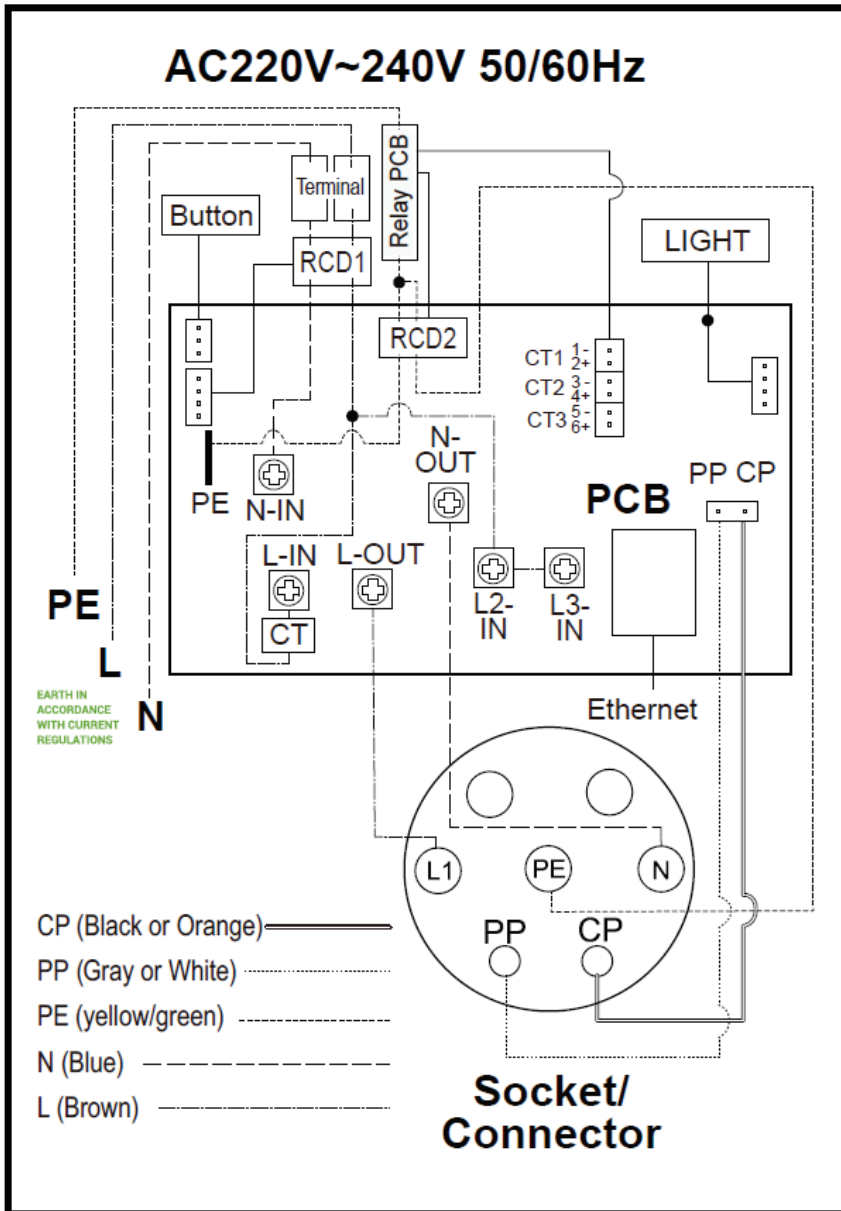 AC220V~240V 50/60Hz
Relay PCB
Terminal
Button
RCD1
LIGHT
RCD2
CT1 1- 2+
CT2 3- 4+
CT3 5- 6+
N-
OUT
PP CP
PE
N-IN
PCB
L-IN
L-OUT
CT
L2-
IN
L3-
IN
PE
L
N
EARTH IN
ACCORDANCE
WITH CURRENT
REGULATIONS
Ethernet
L1
PE
N
PP
CP
CP (Black or Orange)
PP (Gray or White)
PE (yellow/green)
N (Blue)
L (Brown)
Socket/
Connector